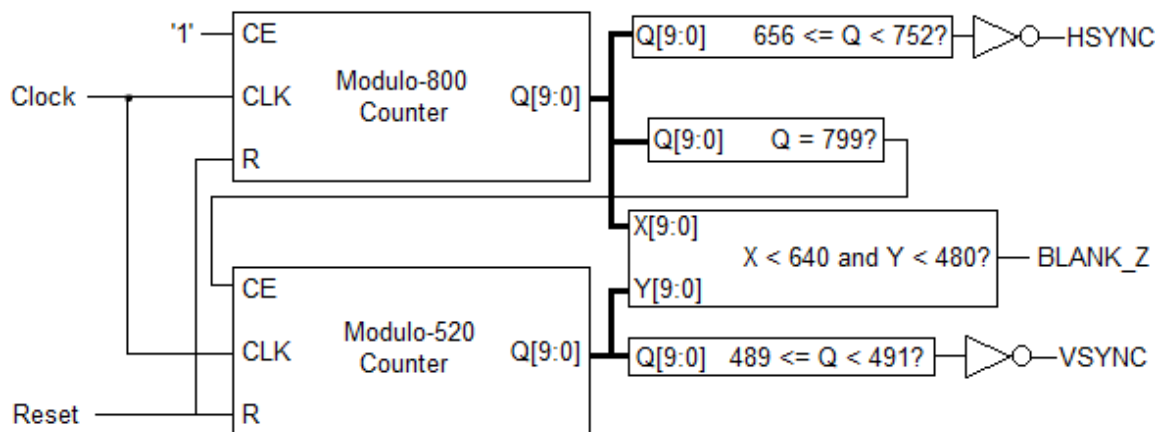 '1'
CE
Clock
CLK
R
Modulo-800
Counter
Q[9:0]
Q[9:0] 656 <= Q < 752?
HSYNC
Q[9:0] Q = 799?
X[9:0]
Y[9:0]
X < 640 and Y < 480?
BLANK_Z
CE
CLK
Reset
R
Modulo-520
Counter
Q[9:0]
Q[9:0] 489 <= Q < 491?
VSYNC